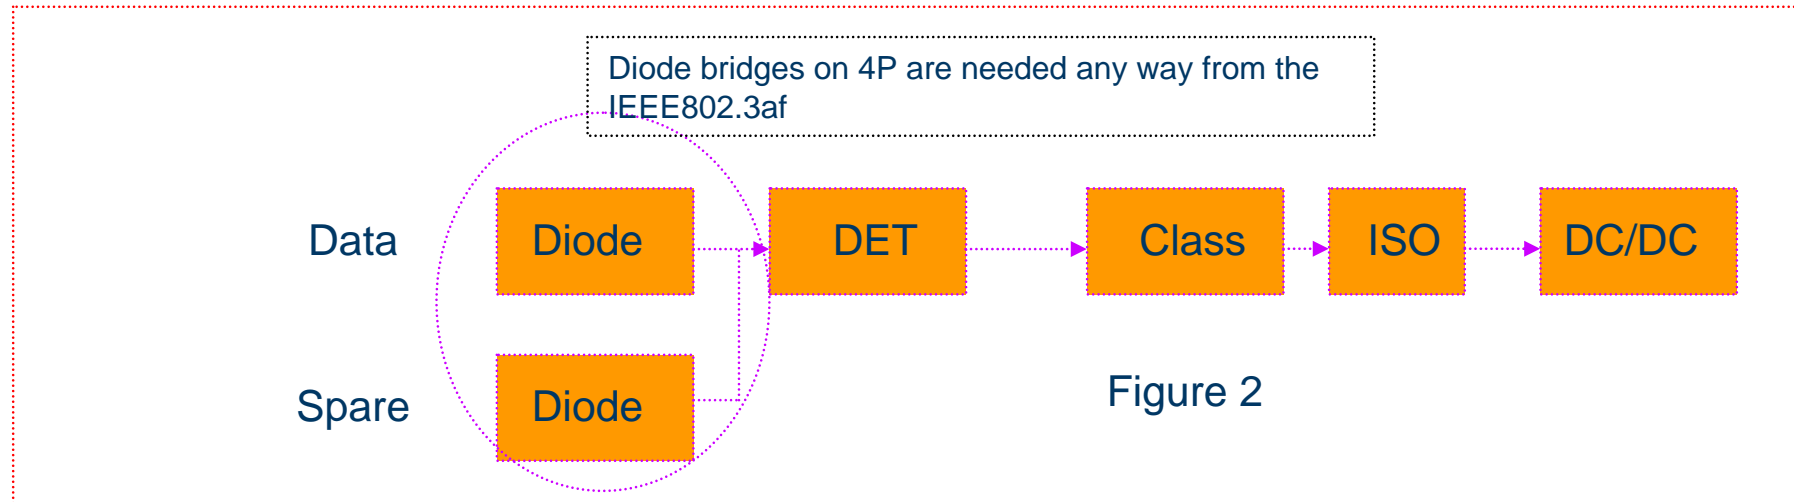 Diode bridges on 4P are needed any way from the
IEEE802.3af
Data
Diode
DET
Class
ISO
DC/DC
Spare
Diode
Figure 2